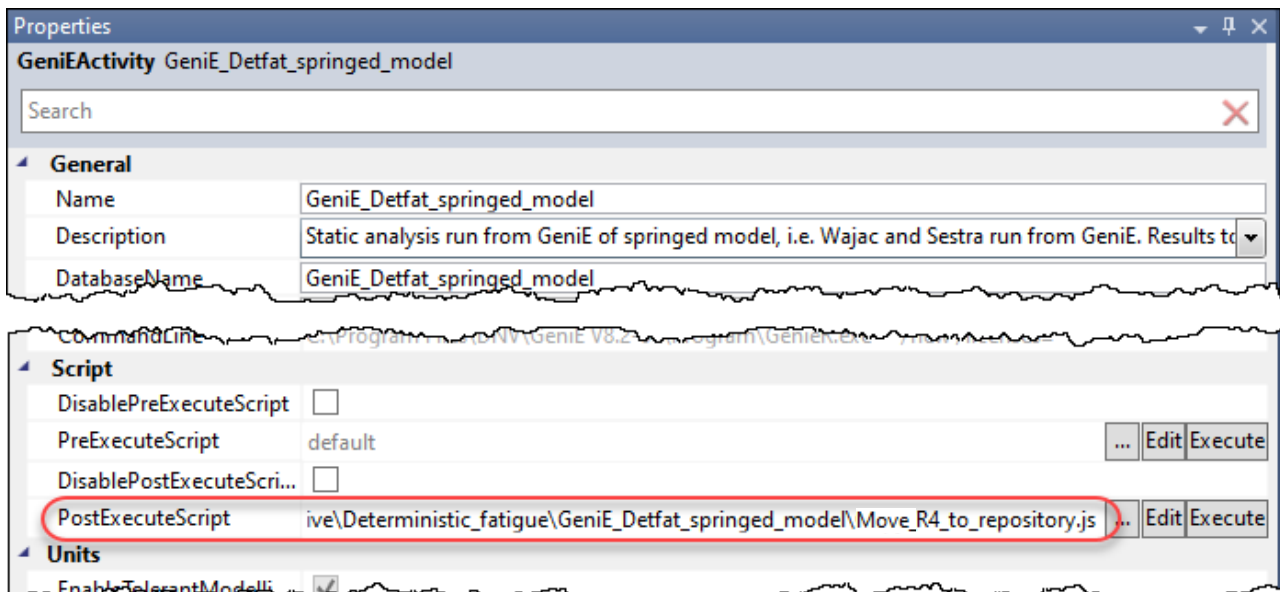 Properties
GeniEActivity GeniE_Detfat_springed_model
Search
General
Name GeniE_Detfat_springed_model
Description Static analysis run from GeniE of springed model, i.e. Wajac and Sestra run from GeniE. Results to
DatabaseName GeniE_Detfat_springed_model
CommandLine
Script
DisablePreExecuteScript
PreExecuteScript default ... Edit Execute
DisablePostExecuteScri...
PostExecuteScript ive\Deterministic_fatigue\GeniE_Detfat_springed_model\Move_R4_to_repository.js ... Edit Execute
Units
EnableTolerantModelli